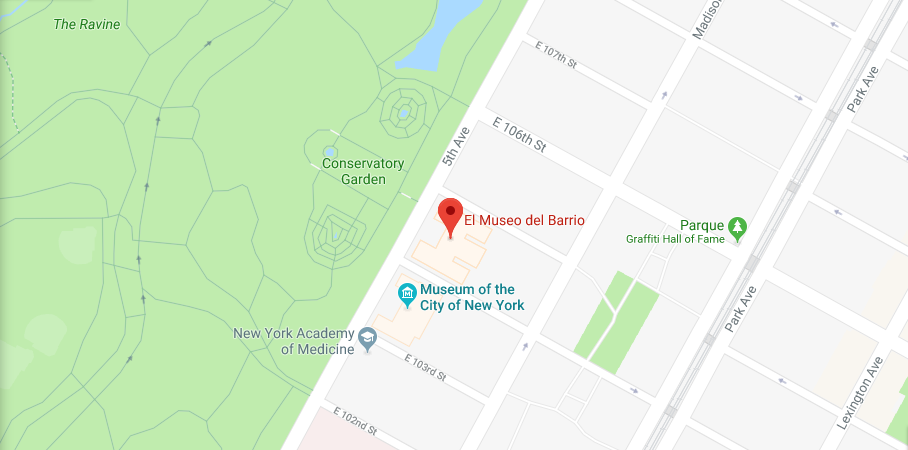 The Ravine
Madison
E 107th St
Park Ave
E 106th St
5th Ave
Conservatory
Garden
El Museo del Barrio
Parque
Graffiti Hall of Fame
Museum of the
City of New York
Park Ave
New York Academy
of Medicine
E 103rd St
Lexington Ave
E 102nd St